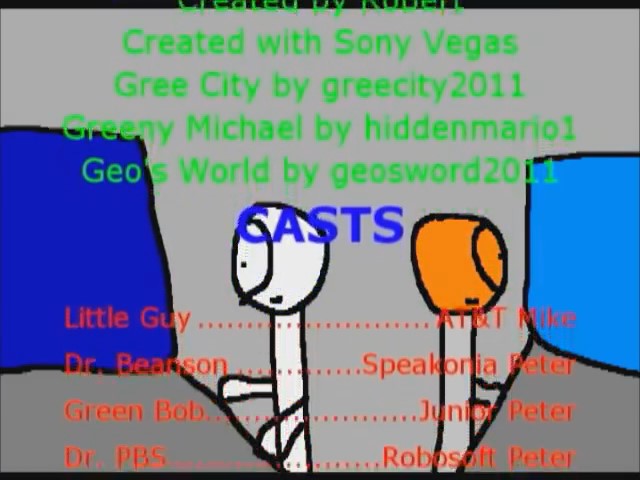 Created by Robert
Created with Sony Vegas
Gree City by greecity2011
Greeny Michael by hiddenmario1
Geo's World by geosword2011
CASTS
Little Guy ........................ AT&T Mike
Dr. Beanson .............Speakonia Peter
Green Bob......................Junior Peter
Dr. PBS......................Robosoft Peter